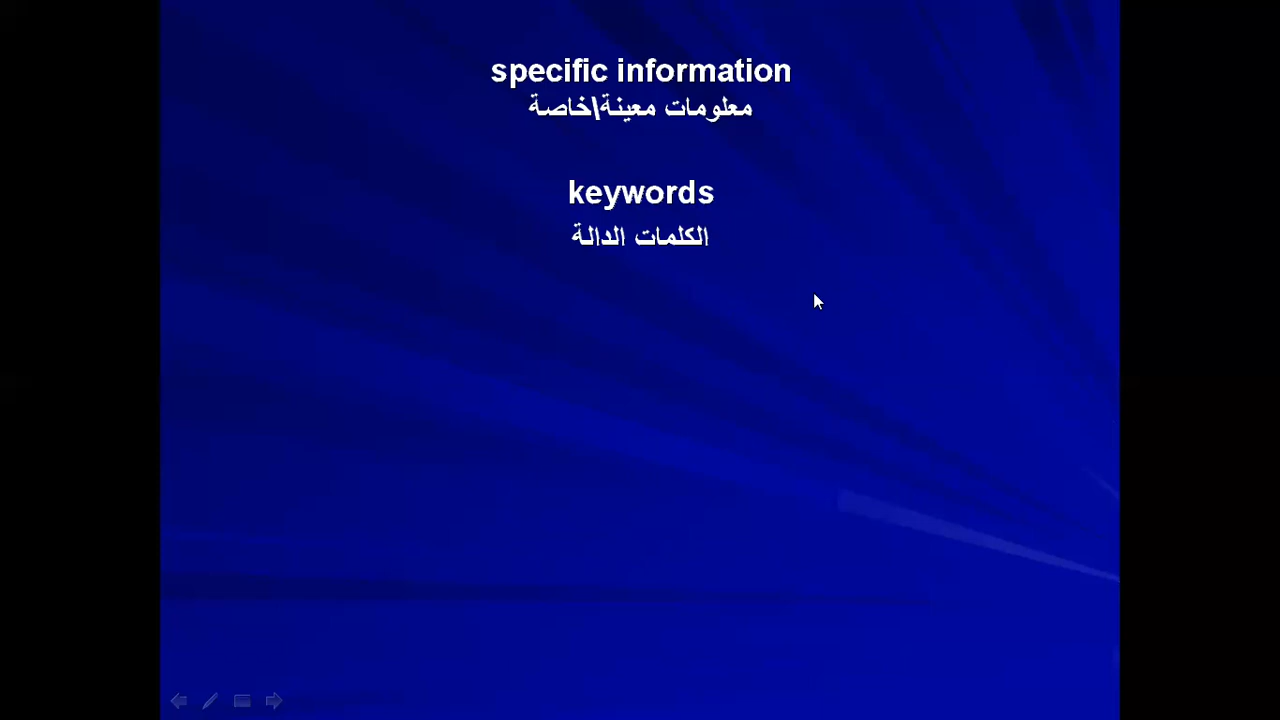 specific information
معلومات معينة\خاصة
keywords
الكلمات الدالة